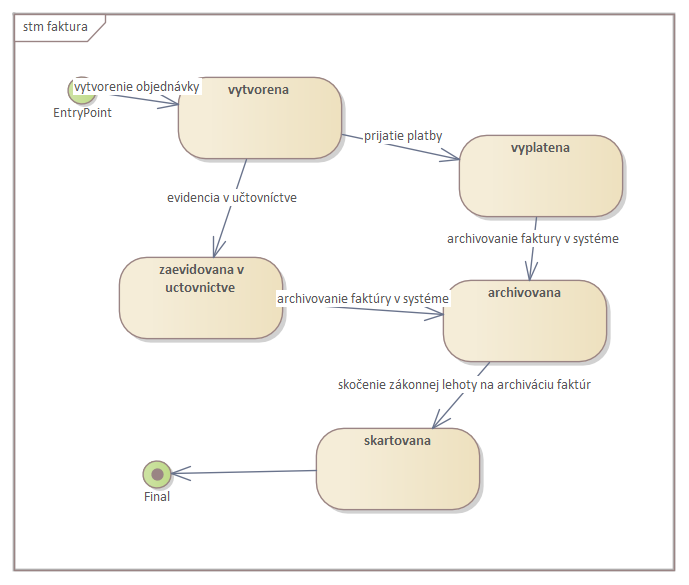 stm faktura
vytvorenie objednávky
EntryPoint
vytvorena
prijatie platby
vyplatena
evidencia v učtovníctve
archivovanie faktury v systéme
zaevidovana v
uctovnictve
archivovanie faktúry v systéme
archivovana
skočenie zákonnej lehoty na archiváciu faktúr
skartovana
Final